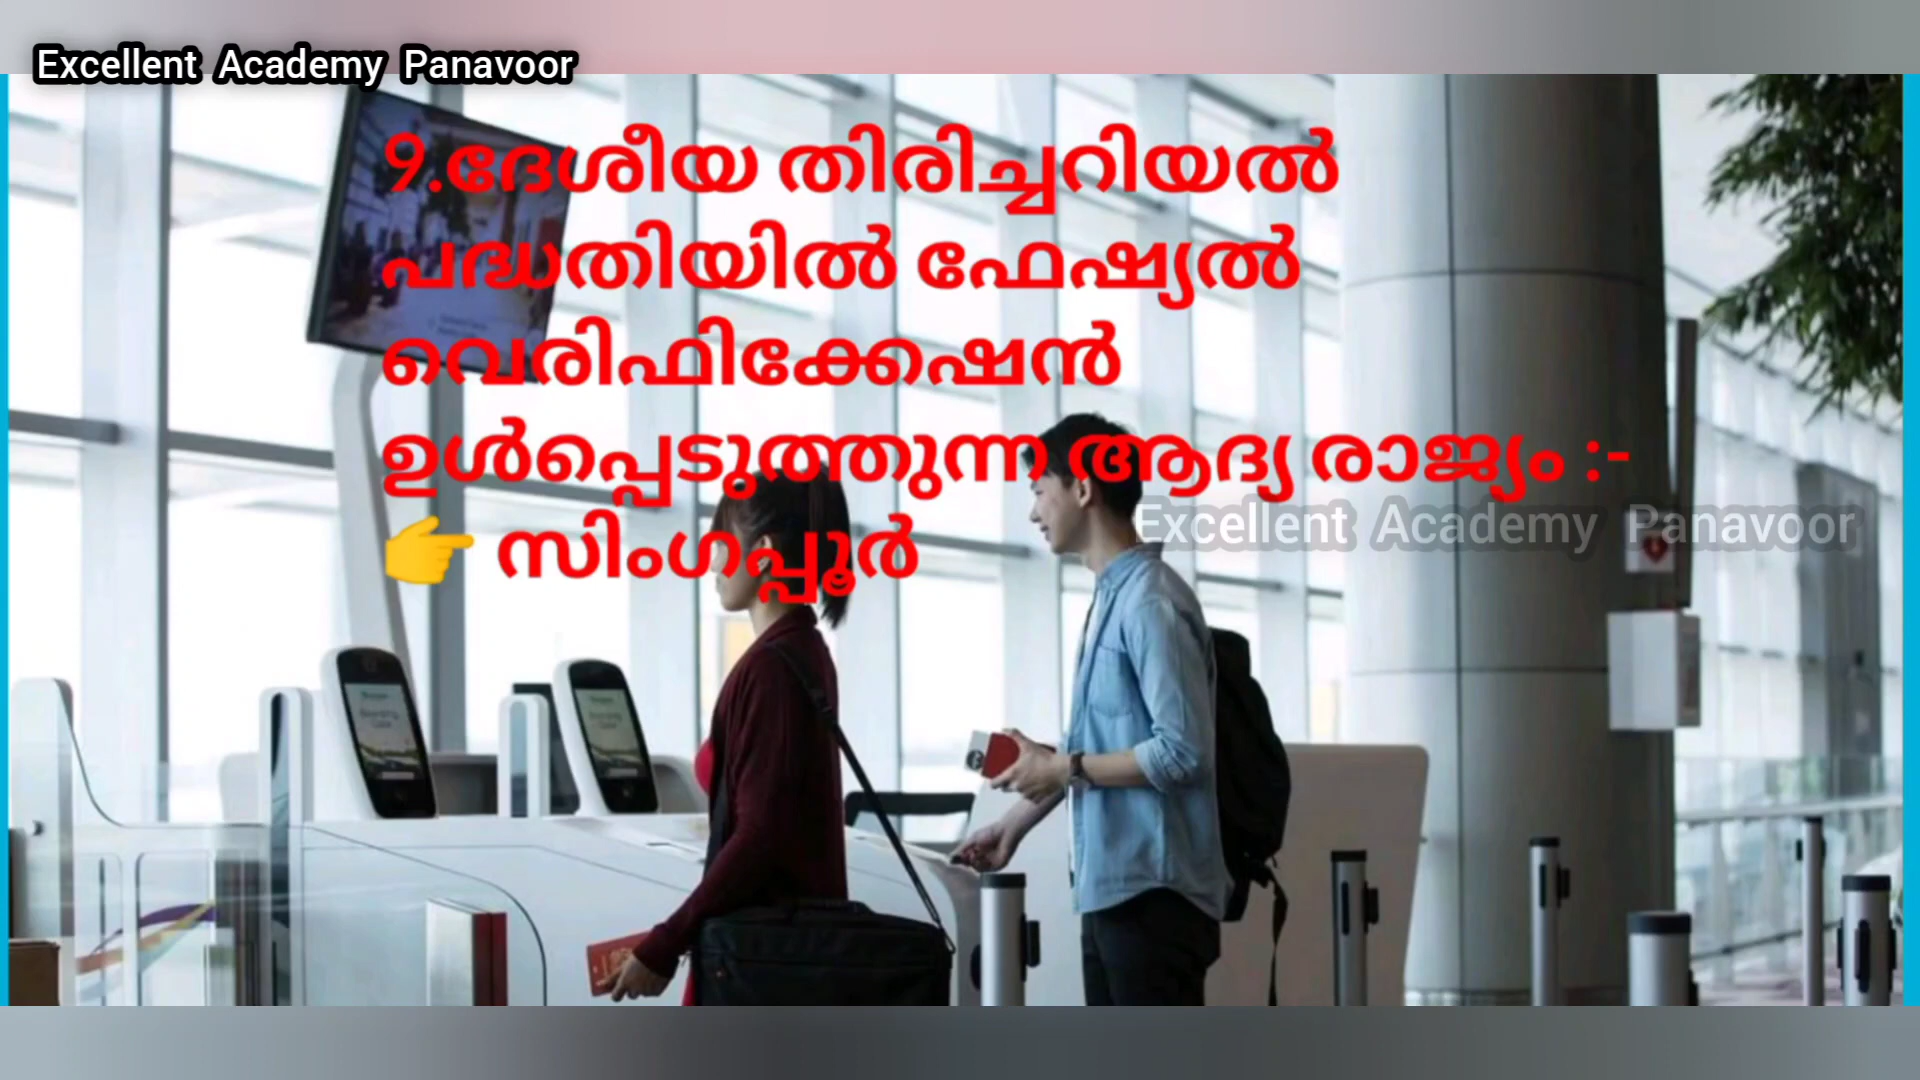 Excellent Academy Panavoor
9.ദേശീയ തിരിച്ചറിയൽ
പദ്ധതിയിൽ ഫേഷ്യൽ
വെരിഫിക്കേഷൻ
ഉൾപ്പെടുത്തുന്ന ആദ്യ രാജ്യം :-
👉 സിംഗപ്പൂർ
Excellent Academy Panavoor